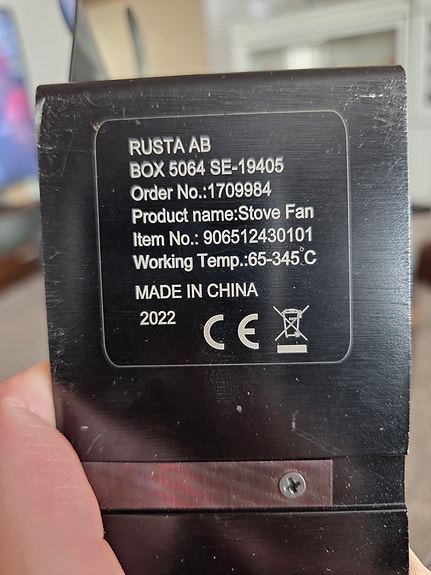 RUSTA AB
BOX 5064 SE-19405
Order No.:1709984
Product name:Stove Fan
Item No.: 906512430101
Working Temp.:65-345°C
MADE IN CHINA
2022
CE